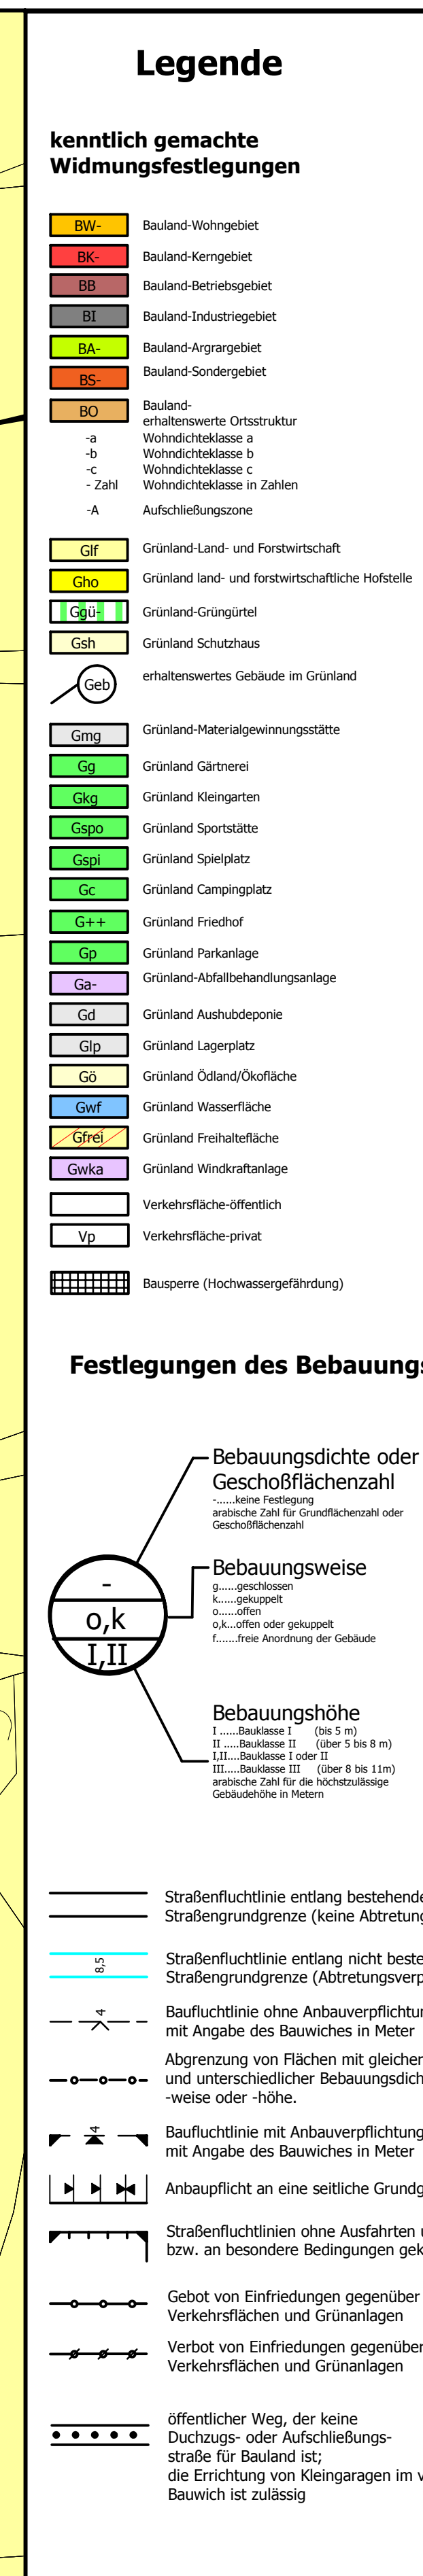 Legende
kenntlich gemachte
Widmungsfestlegungen
BW- Bauland-Wohngebiet
BK- Bauland-Kerngebiet
BB Bauland-Betriebsgebiet
BI Bauland-Industriegebiet
BA- Bauland-Argrargebiet
BS- Bauland-Sondergebiet
BO Bauland-
erhaltenswerte Ortsstruktur
-a Wohndichteklasse a
-b Wohndichteklasse b
-c Wohndichteklasse c
- Zahl Wohndichteklasse in Zahlen
-A Aufschließungszone
Glf Grünland-Land- und Forstwirtschaft
Gho Grünland land- und forstwirtschaftliche Hofstelle
Ggü- Grünland-Grüngürtel
Gsh Grünland Schutzhaus
Geb erhaltenswertes Gebäude im Grünland
Gmg Grünland-Materialgewinnungsstätte
Gg Grünland Gärtnerei
Gkg Grünland Kleingarten
Gspo Grünland Sportstätte
Gspi Grünland Spielplatz
Gc Grünland Campingplatz
G++ Grünland Friedhof
Gp Grünland Parkanlage
Ga- Grünland-Abfallbehandlungsanlage
Gd Grünland Aushubdeponie
Glp Grünland Lagerplatz
Gö Grünland Ödland/Ökofläche
Gwf Grünland Wasserfläche
Gfrei Grünland Freihaltefläche
Gwka Grünland Windkraftanlage
Verkehrsfläche-öffentlich
Vp Verkehrsfläche-privat
Bausperre (Hochwassergefährdung)
Festlegungen des Bebauungs
Bebauungsdichte oder
Geschoßflächenzahl
-......keine Festlegung
arabische Zahl für Grundflächenzahl oder
Geschoßflächenzahl
-
o,k
I,II
Bebauungsweise
g......geschlossen
k......gekuppelt
o......offen
o,k...offen oder gekuppelt
f.......freie Anordnung der Gebäude
Bebauungshöhe
I ......Bauklasse I (bis 5 m)
II .....Bauklasse II (über 5 bis 8 m)
I,II....Bauklasse I oder II
III.....Bauklasse III (über 8 bis 11m)
arabische Zahl für die höchstzulässige
Gebäudehöhe in Metern
Straßenfluchtlinie entlang bestehende
Straßengrundgrenze (keine Abtretung
8,5 Straßenfluchtlinie entlang nicht beste
Straßengrundgrenze (Abtretungsverp
4 Baufluchtlinie ohne Anbauverpflichtu
mit Angabe des Bauwiches in Meter
Abgrenzung von Flächen mit gleicher
und unterschiedlicher Bebauungsdich
-weise oder -höhe.
4 Baufluchtlinie mit Anbauverpflichtung
mit Angabe des Bauwiches in Meter
Anbaupflicht an eine seitliche Grundg
Straßenfluchtlinien ohne Ausfahrten u
bzw. an besondere Bedingungen gek
Gebot von Einfriedungen gegenüber
Verkehrsflächen und Grünanlagen
Verbot von Einfriedungen gegenüber
Verkehrsflächen und Grünanlagen
öffentlicher Weg, der keine
Duchzugs- oder Aufschließungs-
straße für Bauland ist;
die Errichtung von Kleingaragen im v
Bauwich ist zulässig